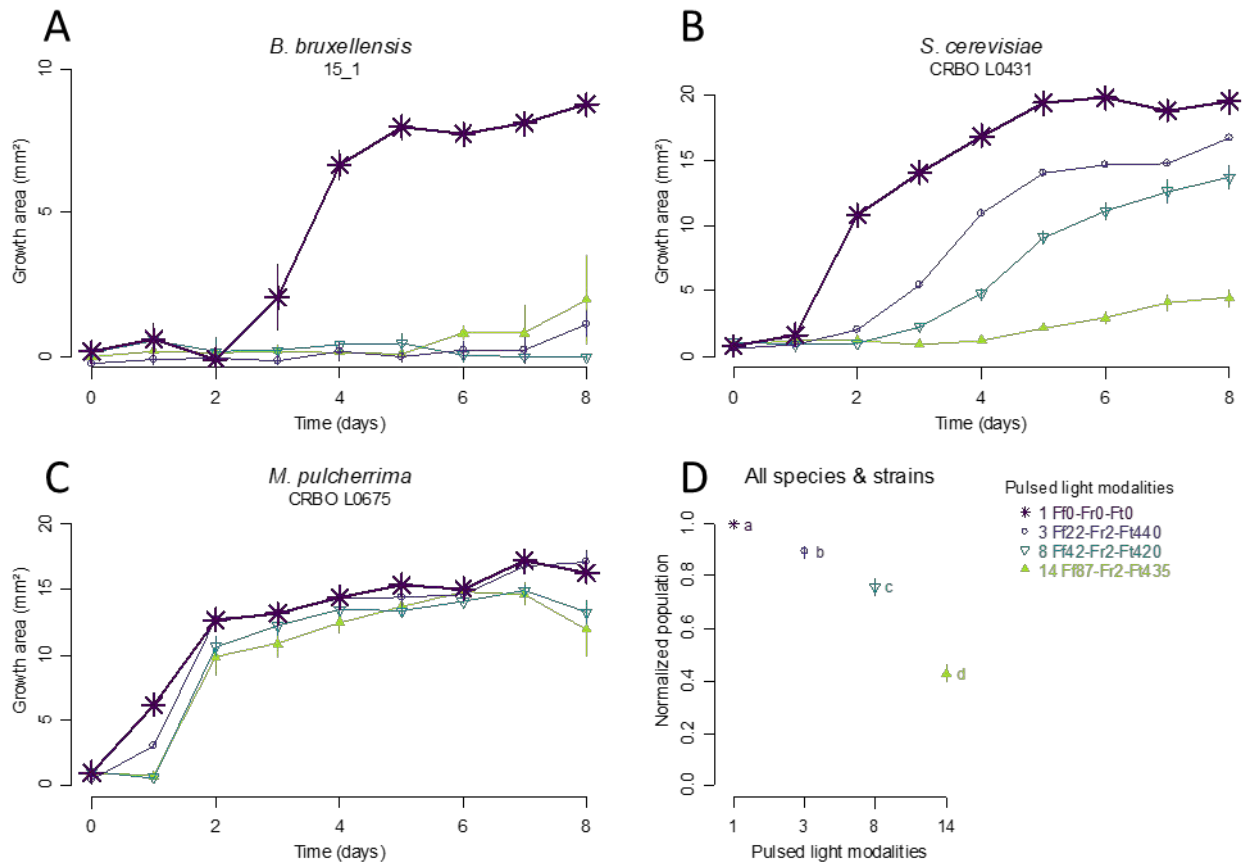 A
B. bruxellensis
15_1
Growth area (mm²)
10
5
0
0 2 4 6 8
Time (days)
B
S. cerevisiae
CRBO L0431
Growth area (mm²)
20
15
10
5
0
0 2 4 6 8
Time (days)
C
M. pulcherrima
CRBO L0675
Growth area (mm²)
20
15
10
5
0
0 2 4 6 8
Time (days)
D
All species & strains
Normalized population
1.0
0.8
0.6
0.4
0.2
0.0
a
b
c
d
1 3 8 14
Pulsed light modalities
Pulsed light modalities
1 Ff0-Fr0-Ft0
3 Ff22-Fr2-Ft440
8 Ff42-Fr2-Ft420
14 Ff87-Fr2-Ft435